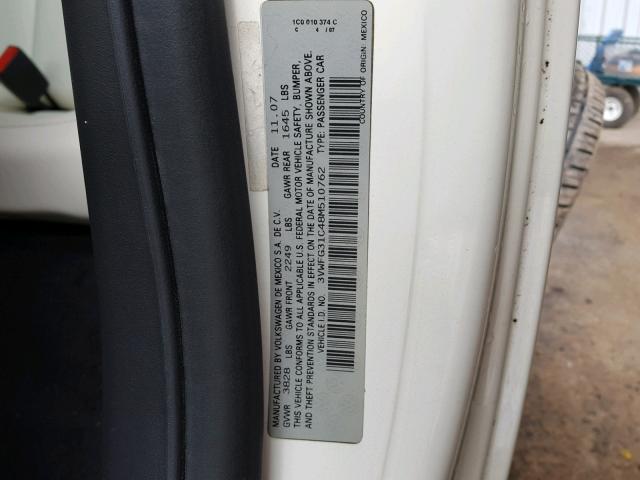 1C0 010 374 C
C 4 / 07
MANUFACTURED BY VOLKSWAGEN DE MEXICO S.A. DE C.V. DATE 11.07
GVWR 3828 LBS GAWR FRONT 2249 LBS GAWR REAR 1645 LBS
THIS VEHICLE CONFORMS TO ALL APPLICABLE U.S. FEDERAL MOTOR VEHICLE SAFETY, BUMPER,
AND THEFT PREVENTION STANDARDS IN EFFECT ON THE DATE OF MANUFACTURE SHOWN ABOVE.
VEHICLE I.D. NO. 3VWFG31C48M510762 TYPE: PASSENGER CAR
COUNTRY OF ORIGIN: MEXICO